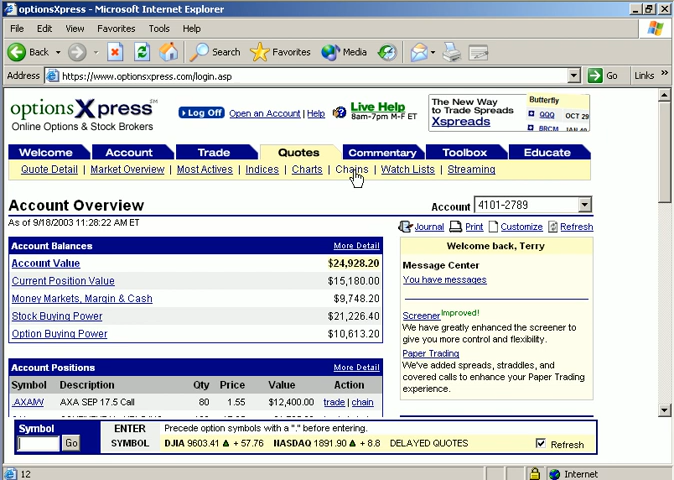 optionsXpress - Microsoft Internet Explorer
File Edit View Favorites Tools Help
Back Search Favorites Media
Address https://www.optionsxpress.com/login.asp Go Links »
optionsXpress SM
Online Options & Stock Brokers
Log Off Open an Account | Help
Live Help
8am-7pm M-F ET
The New Way
to Trade Spreads
Xspreads
Butterfly
QQQ OCT 29
BRCM
Welcome Account Trade Quotes Commentary Toolbox Educate
Quote Detail | Market Overview | Most Actives | Indices | Charts | Chains | Watch Lists | Streaming
Account Overview
As of 9/18/2003 11:28:22 AM ET
Account 4101-2789
Journal Print Customize Refresh
Account Balances More Detail
Account Value $24,928.20
Current Position Value $15,180.00
Money Markets, Margin & Cash $9,748.20
Stock Buying Power $21,226.40
Option Buying Power $10,613.20
Welcome back, Terry
Message Center
You have messages
Screener Improved!
We have greatly enhanced the screener to
give you more control and flexibility.
Paper Trading
We've added spreads, straddles, and
covered calls to enhance your Paper Trading
experience.
Account Positions More Detail
Symbol Description Qty Price Value Action
.AXAIW AXA SEP 17.5 Call 80 1.55 $12,400.00 trade | chain
Symbol
Go
ENTER
SYMBOL
Precede option symbols with a "." before entering.
DJIA 9603.41 ▲ + 57.76 NASDAQ 1891.90 ▲ + 8.8 DELAYED QUOTES
Refresh
12 Internet